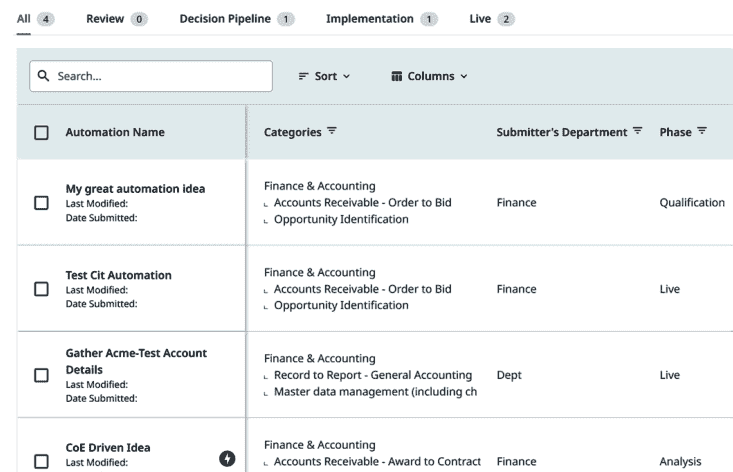 All 4 Review 0 Decision Pipeline 1 Implementation 1 Live 2
Search... Sort Columns
Automation Name Categories Submitter's Department Phase
My great automation idea
Last Modified:
Date Submitted:
Finance & Accounting
Accounts Receivable - Order to Bid
Opportunity Identification
Finance
Qualification
Test Cit Automation
Last Modified:
Date Submitted:
Finance & Accounting
Accounts Receivable - Order to Bid
Opportunity Identification
Finance
Live
Gather Acme-Test Account
Details
Last Modified:
Date Submitted:
Finance & Accounting
Record to Report - General Accounting
Master data management (including ch
Dept
Live
CoE Driven Idea
Last Modified:
Finance & Accounting
Accounts Receivable - Award to Contract
Finance
Analysis